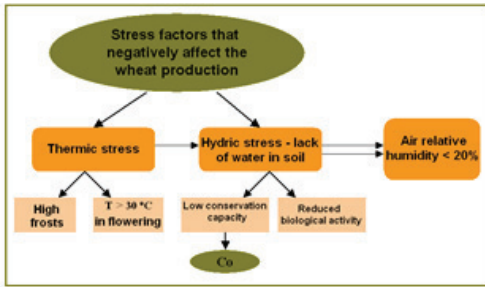 Stress factors that
negatively affect the
wheat production
Thermic stress
Hydric stress - lack
of water in soil
Air relative
humidity < 20%
High
frosts
T > 30 °C
in flowering
Low conservation
capacity
Reduced
biological activity
Co